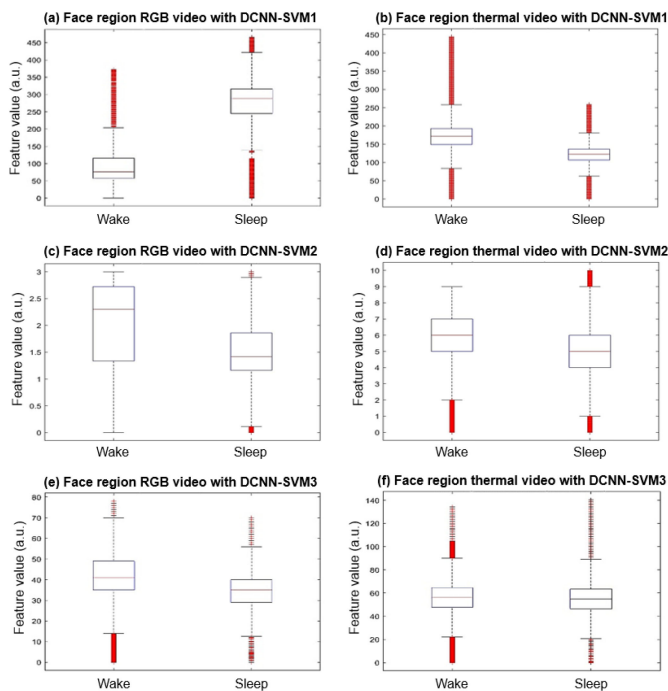 (a) Face region RGB video with DCNN-SVM1
Feature value (a.u.)
450
400
350
300
250
200
150
100
50
0
Wake
Sleep
(b) Face region thermal video with DCNN-SVM1
Feature value (a.u.)
450
400
350
300
250
200
150
100
50
0
Wake
Sleep
(c) Face region RGB video with DCNN-SVM2
Feature value (a.u.)
3
2.5
2
1.5
1
0.5
0
Wake
Sleep
(d) Face region thermal video with DCNN-SVM2
Feature value (a.u.)
10
9
8
7
6
5
4
3
2
1
0
Wake
Sleep
(e) Face region RGB video with DCNN-SVM3
Feature value (a.u.)
80
70
60
50
40
30
20
10
0
Wake
Sleep
(f) Face region thermal video with DCNN-SVM3
Feature value (a.u.)
140
120
100
80
60
40
20
0
Wake
Sleep